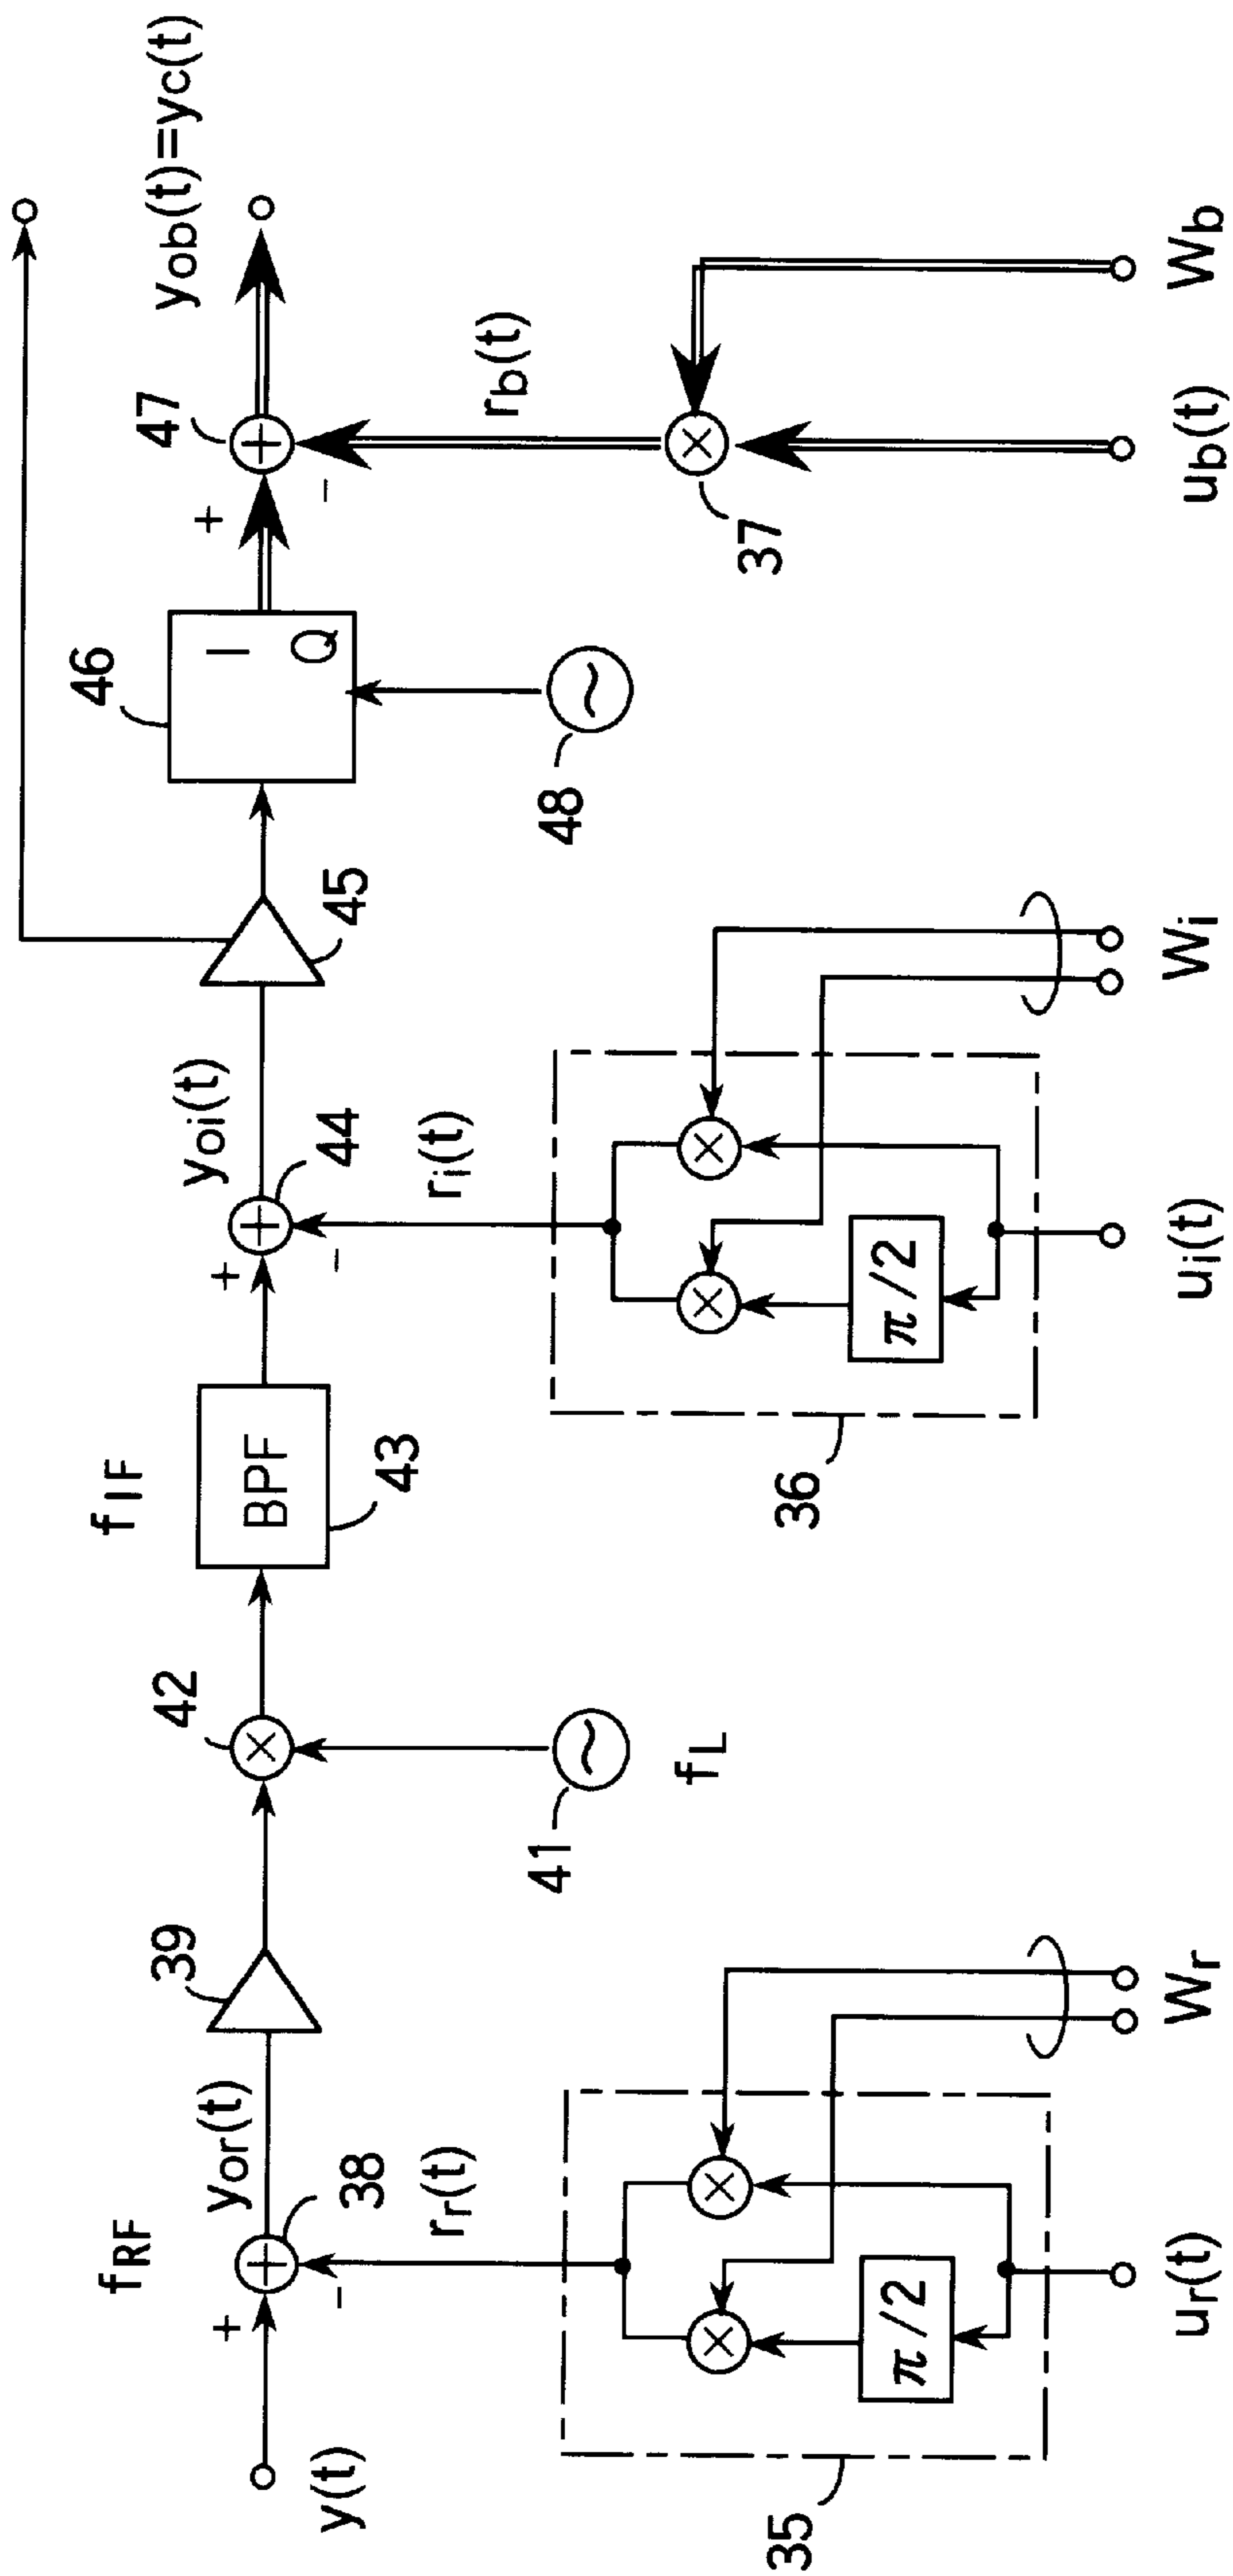 y(t)
+
-
fRF
38
yor(t)
39
42
fIF
BPF
43
+
-
44
yoi(t)
45
46
I
Q
+
-
47
yob(t)=yc(t)
rr(t)
41
fL
ri(t)
48
rb(t)
37
35
π/2
ur(t)
Wr
36
π/2
ui(t)
Wi
ub(t)
Wb